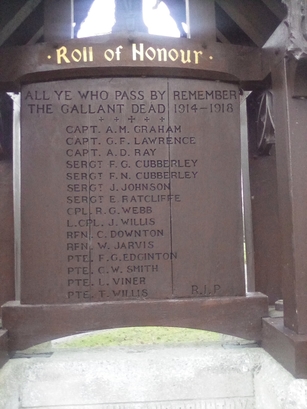 · Roll of Honour ·
ALL YE WHO PASS BY REMEMBER
THE GALLANT DEAD 1914-1918
CAPT. A.M. GRAHAM
CAPT. G.F. LAWRENCE
CAPT. A.D. RAY
SERGT F.G. CUBBERLEY
SERGT F.N. CUBBERLEY
SERGT J. JOHNSON
SERGT E. RATCLIFFE
CPL. R.G. WEBB
L.CPL. J. WILLIS
RFN. C. DOWNTON
RFN. W. JARVIS
PTE. F.G. EDGINTON
PTE. C.W. SMITH
PTE. L. VINER
PTE. T. WILLIS R.I.P.